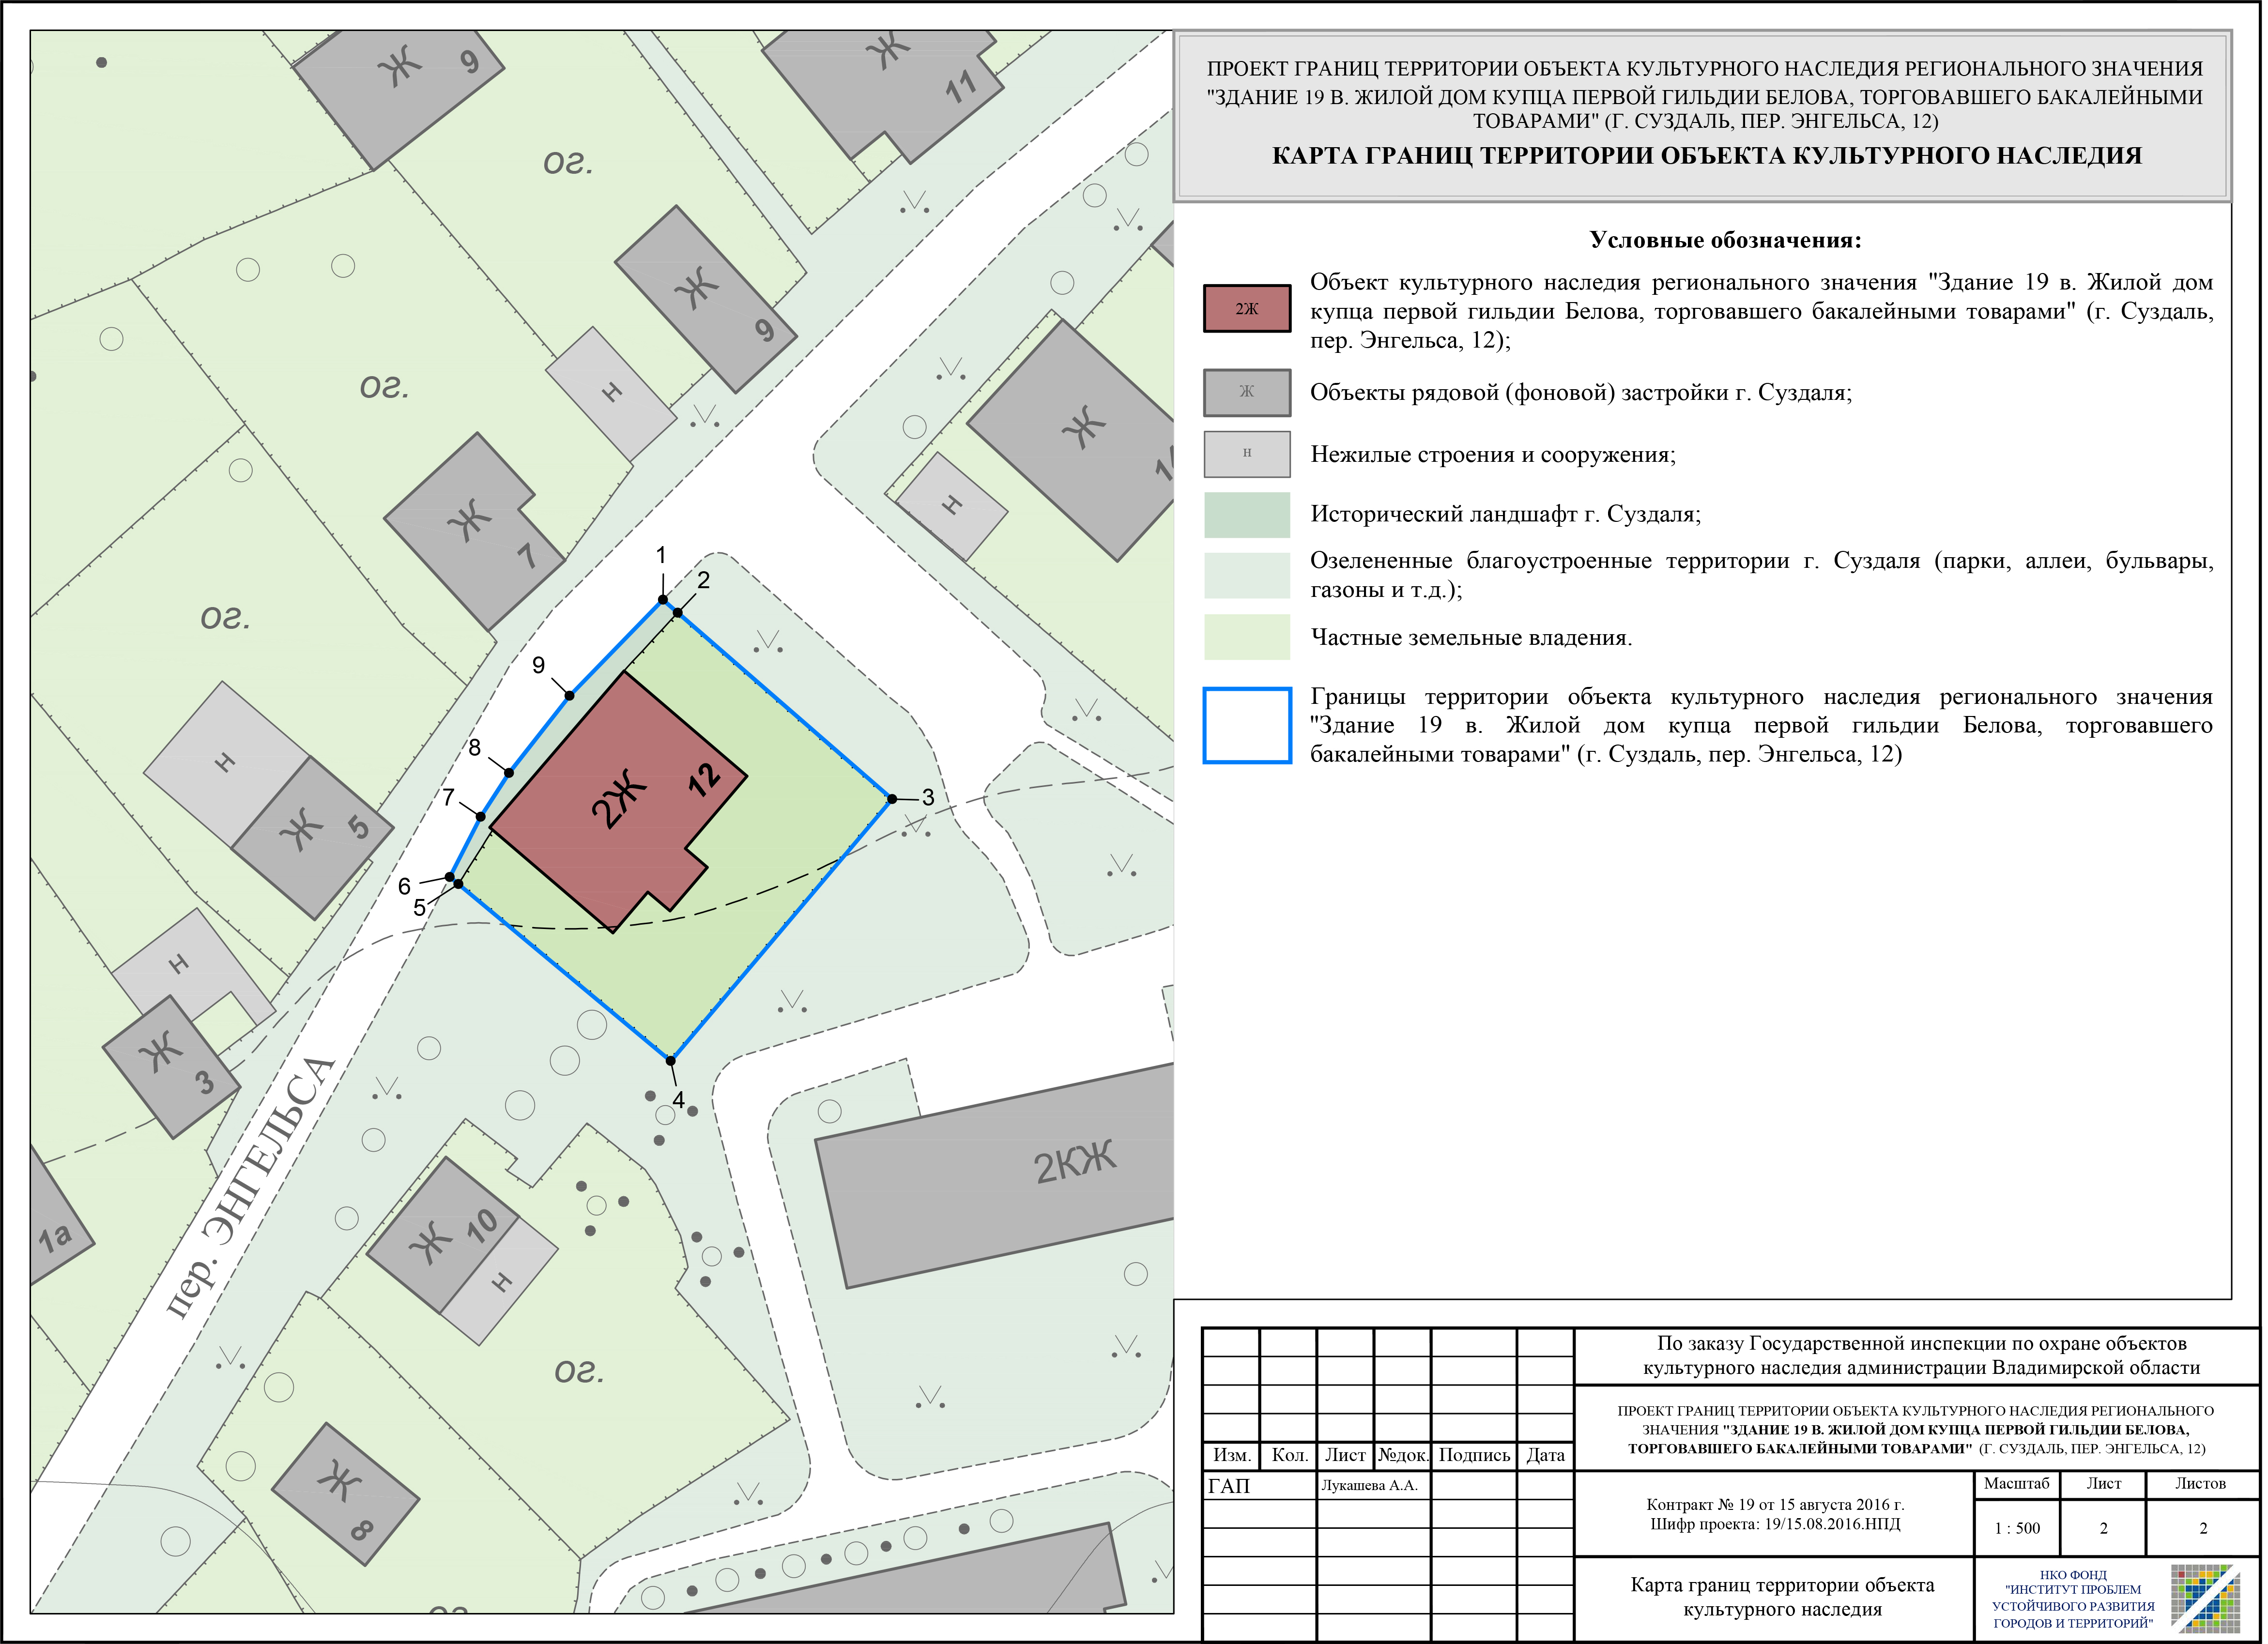 ПРОЕКТ ГРАНИЦ ТЕРРИТОРИИ ОБЪЕКТА КУЛЬТУРНОГО НАСЛЕДИЯ РЕГИОНАЛЬНОГО ЗНАЧЕНИЯ
"ЗДАНИЕ 19 В. ЖИЛОЙ ДОМ КУПЦА ПЕРВОЙ ГИЛЬДИИ БЕЛОВА, ТОРГОВАВШЕГО БАКАЛЕЙНЫМИ
ТОВАРАМИ" (Г. СУЗДАЛЬ, ПЕР. ЭНГЕЛЬСА, 12)
КАРТА ГРАНИЦ ТЕРРИТОРИИ ОБЪЕКТА КУЛЬТУРНОГО НАСЛЕДИЯ
Условные обозначения:
2Ж
Объект культурного наследия регионального значения "Здание 19 в. Жилой дом
купца первой гильдии Белова, торговавшего бакалейными товарами" (г. Суздаль,
пер. Энгельса, 12);
Ж
Объекты рядовой (фоновой) застройки г. Суздаля;
н
Нежилые строения и сооружения;
Исторический ландшафт г. Суздаля;
Озелененные благоустроенные территории г. Суздаля (парки, аллеи, бульвары,
газоны и т.д.);
Частные земельные владения.
Границы территории объекта культурного наследия регионального значения
"Здание 19 в. Жилой дом купца первой гильдии Белова, торговавшего
бакалейными товарами" (г. Суздаль, пер. Энгельса, 12)
Ж 9
Ж 11
ог.
Ж 9
ог.
н
Ж
н
Ж 7
ог.
1
2
9
8
7
6
5
3
4
2Ж 12
н
Ж 5
н
Ж 3
пер. ЭНГЕЛЬСА
1а
2КЖ
Ж 10
н
ог.
Ж 8
Изм. Кол. Лист №док. Подпись Дата
ГАП Лукашева А.А.
По заказу Государственной инспекции по охране объектов
культурного наследия администрации Владимирской области
ПРОЕКТ ГРАНИЦ ТЕРРИТОРИИ ОБЪЕКТА КУЛЬТУРНОГО НАСЛЕДИЯ РЕГИОНАЛЬНОГО
ЗНАЧЕНИЯ "ЗДАНИЕ 19 В. ЖИЛОЙ ДОМ КУПЦА ПЕРВОЙ ГИЛЬДИИ БЕЛОВА,
ТОРГОВАВШЕГО БАКАЛЕЙНЫМИ ТОВАРАМИ" (Г. СУЗДАЛЬ, ПЕР. ЭНГЕЛЬСА, 12)
Контракт № 19 от 15 августа 2016 г.
Шифр проекта: 19/15.08.2016.НПД
Масштаб Лист Листов
1 : 500 2 2
Карта границ территории объекта
культурного наследия
НКО ФОНД
"ИНСТИТУТ ПРОБЛЕМ
УСТОЙЧИВОГО РАЗВИТИЯ
ГОРОДОВ И ТЕРРИТОРИЙ"